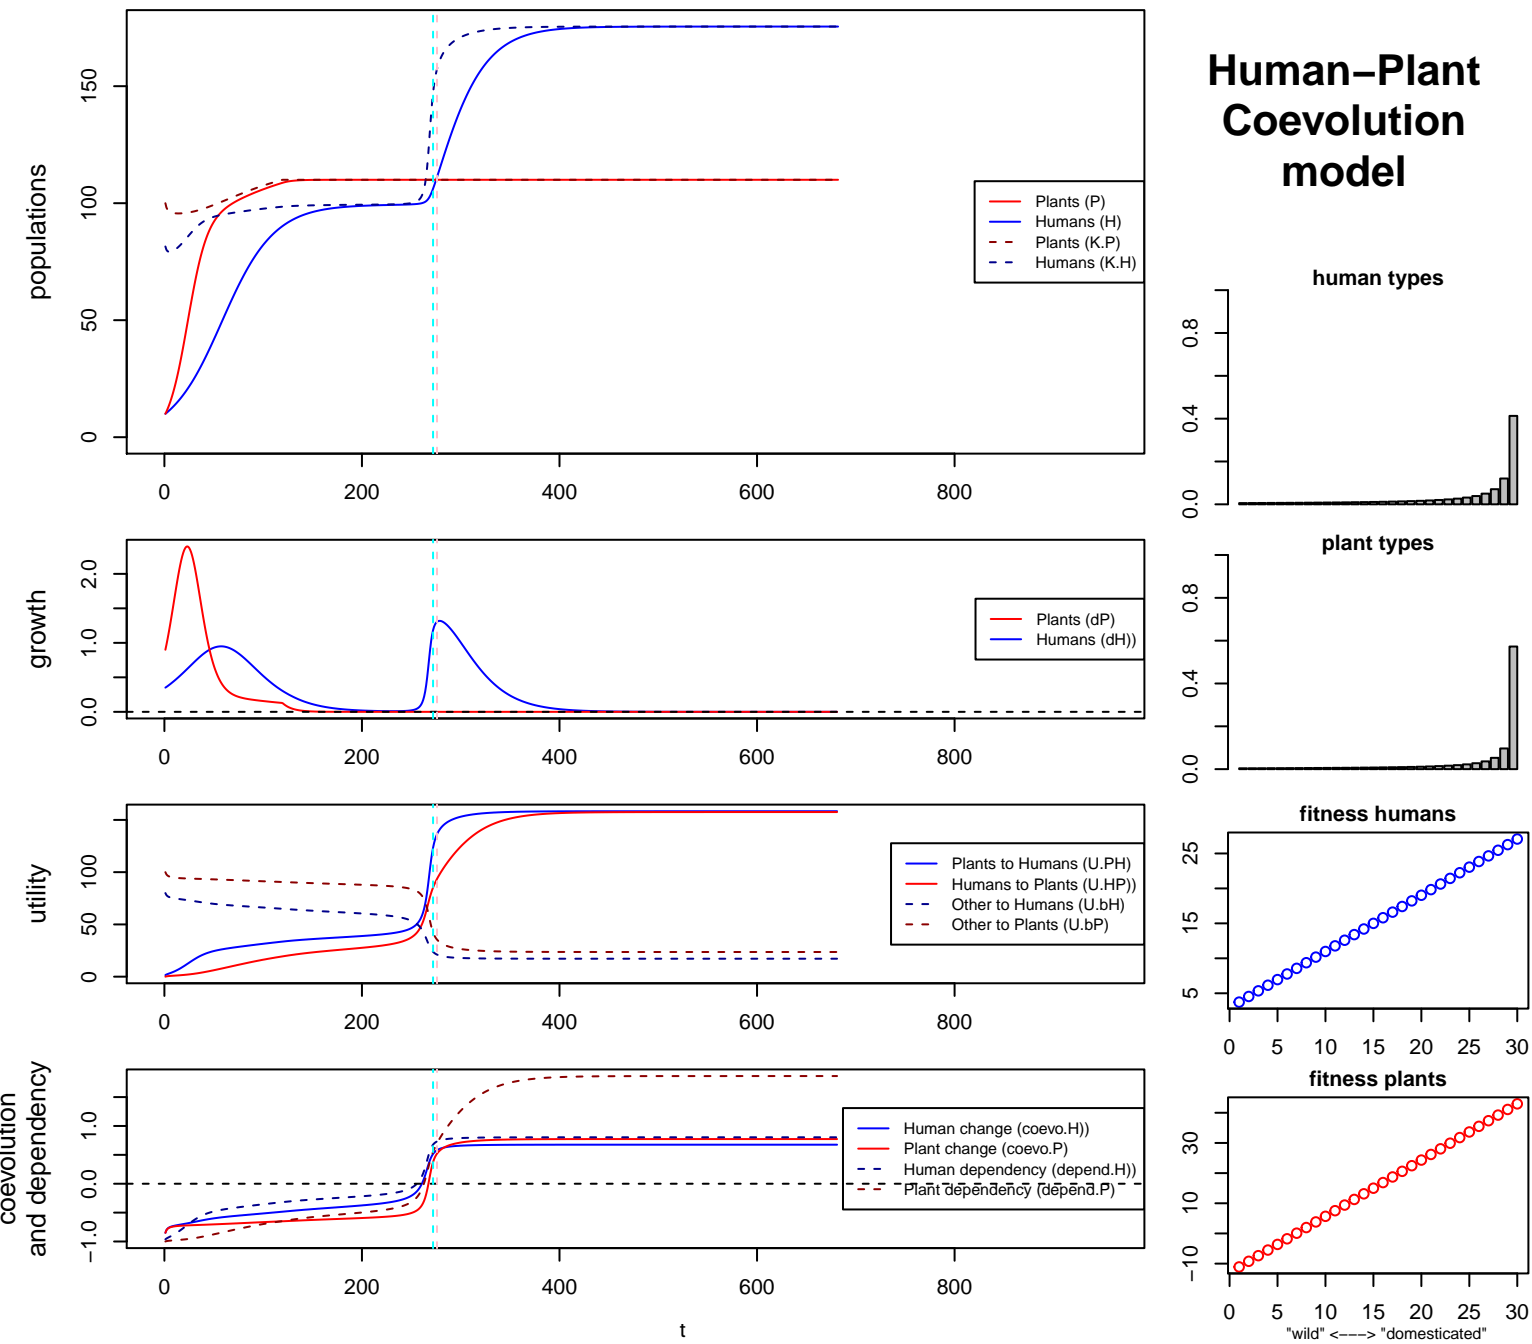 Human−Plant
Coevolution
model
populations
0
50
100
150
0
200
400
600
800
Plants (P)
Humans (H)
Plants (K.P)
Humans (K.H)
growth
0.0
1.0
2.0
0
200
400
600
800
Plants (dP)
Humans (dH))
utility
0
50
100
0
200
400
600
800
Plants to Humans (U.PH)
Humans to Plants (U.HP))
Other to Humans (U.bH)
Other to Plants (U.bP)
coevolution
and dependency
−1.0
0.0
1.0
0
200
400
600
800
t
Human change (coevo.H))
Plant change (coevo.P)
Human dependency (depend.H))
Plant dependency (depend.P)
human types
0.0
0.4
0.8
plant types
0.0
0.4
0.8
fitness humans
5
15
25
0
5
10
15
20
25
30
fitness plants
−10
10
30
0
5
10
15
20
25
30
"wild" <−−−> "domesticated"